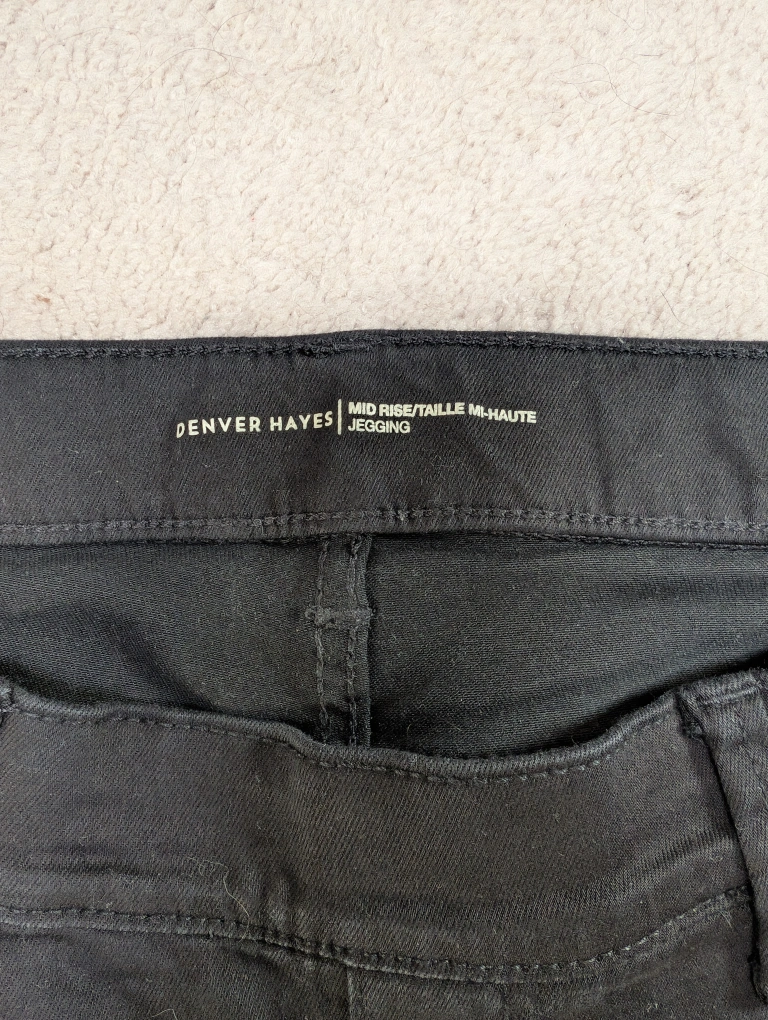 DENVER HAYES
MID RISE/TAILLE MI-HAUTE
JEGGING